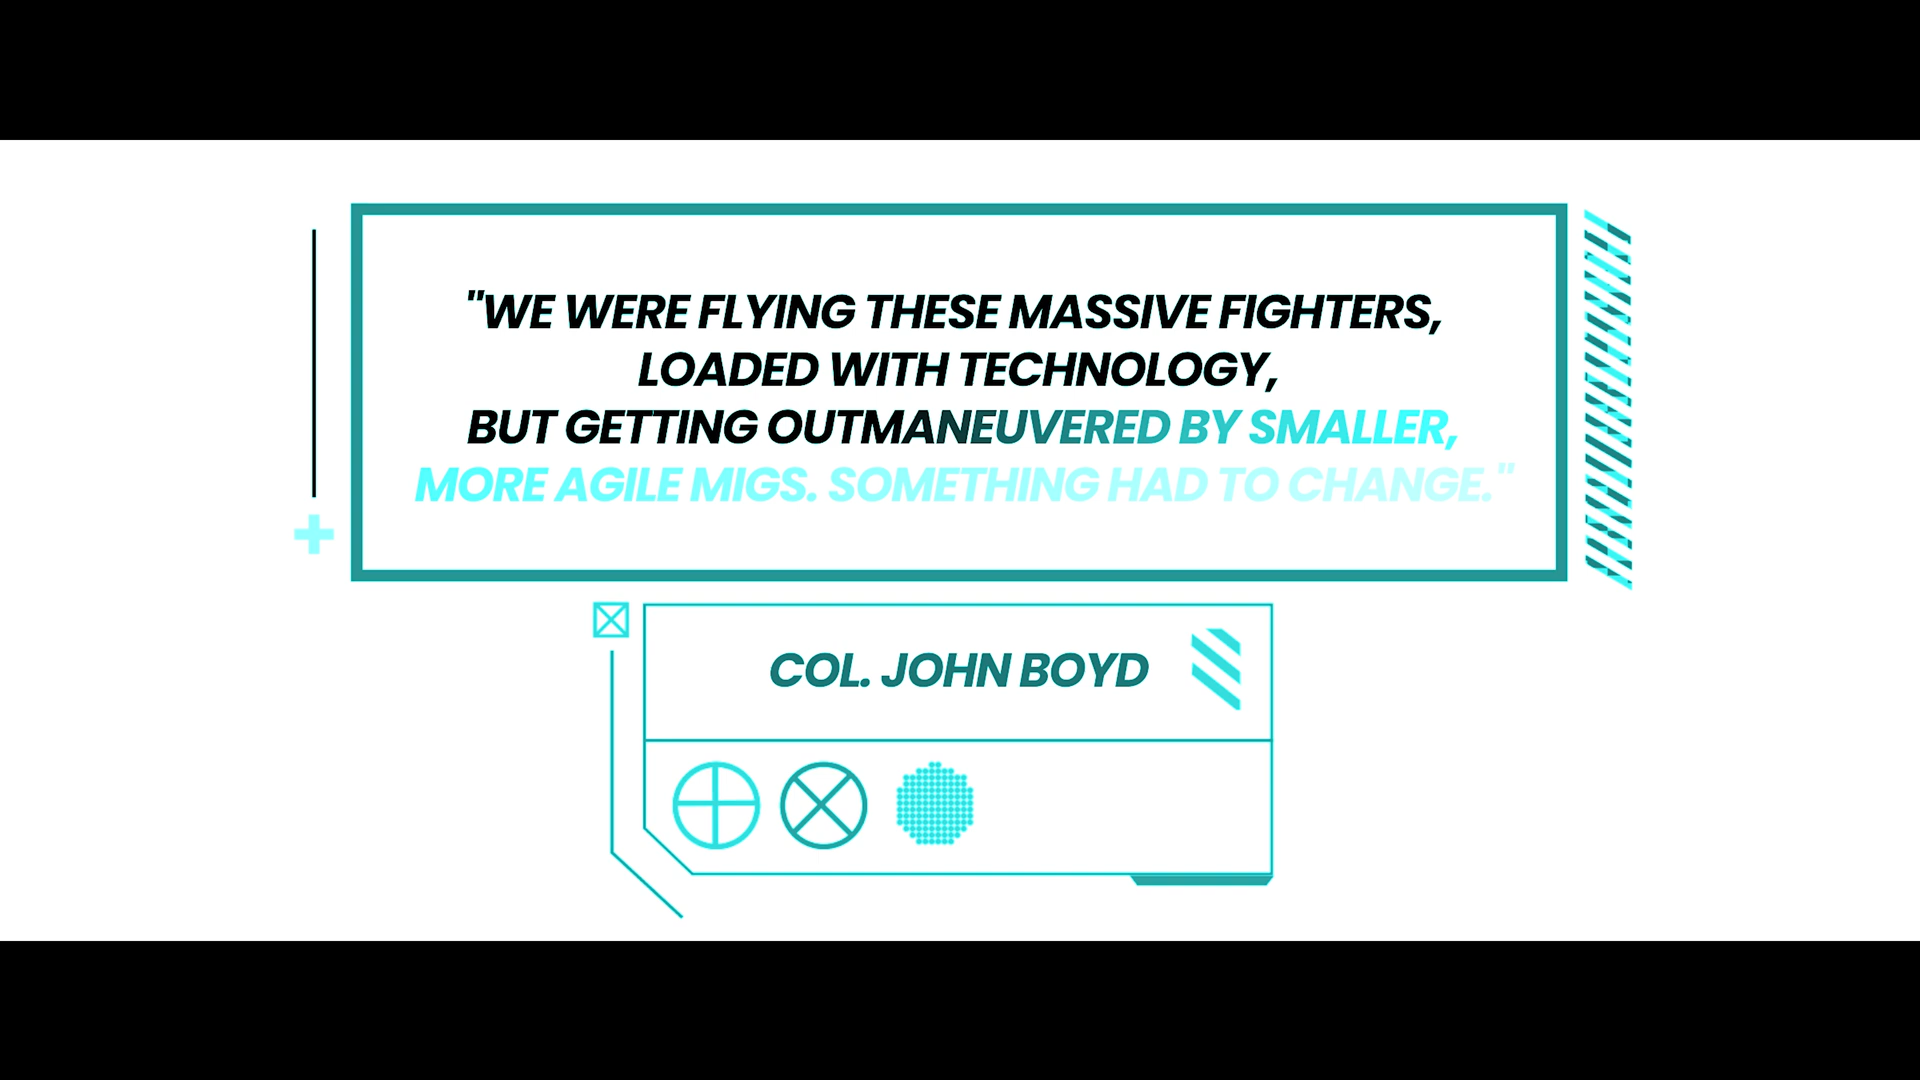 "WE WERE FLYING THESE MASSIVE FIGHTERS,
LOADED WITH TECHNOLOGY,
BUT GETTING OUTMANEUVERED BY SMALLER,
MORE AGILE MIGS. SOMETHING HAD TO CHANGE."
COL. JOHN BOYD